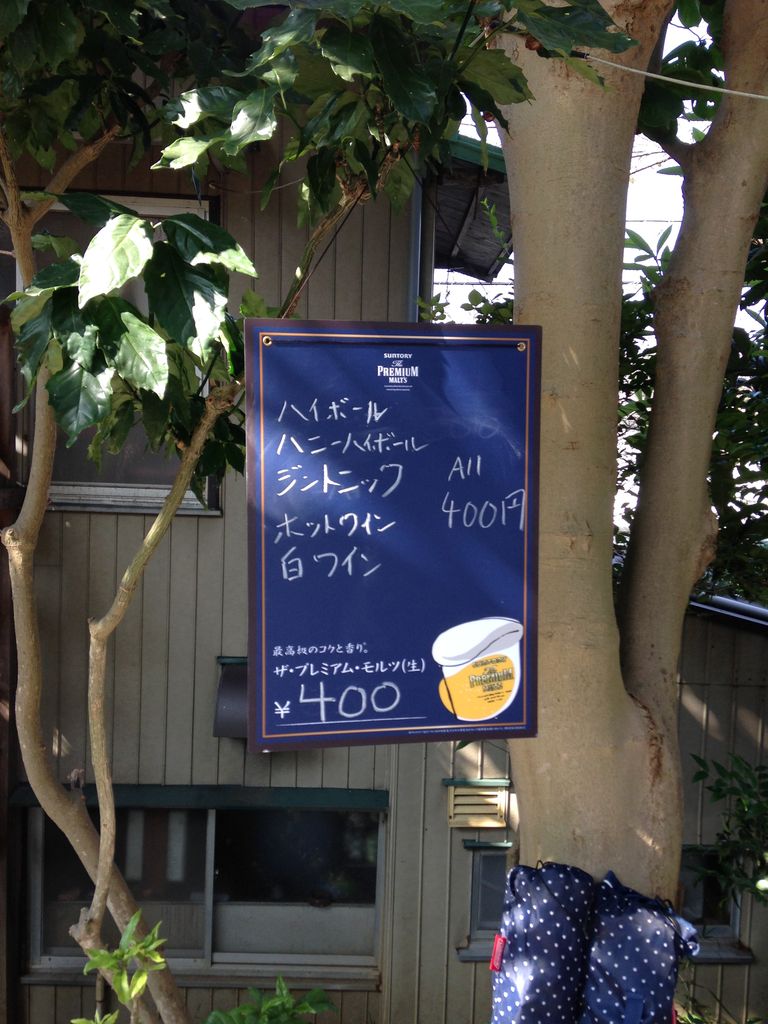 SUNTORY
The
PREMIUM
MALT'S
ハイボール
ハニーハイボール
ジントニック
ホットワイン
白ワイン
All
400円
最高級のコクと香り。
ザ・プレミアム・モルツ(生)
¥400
The
PREMIUM
MALT'S